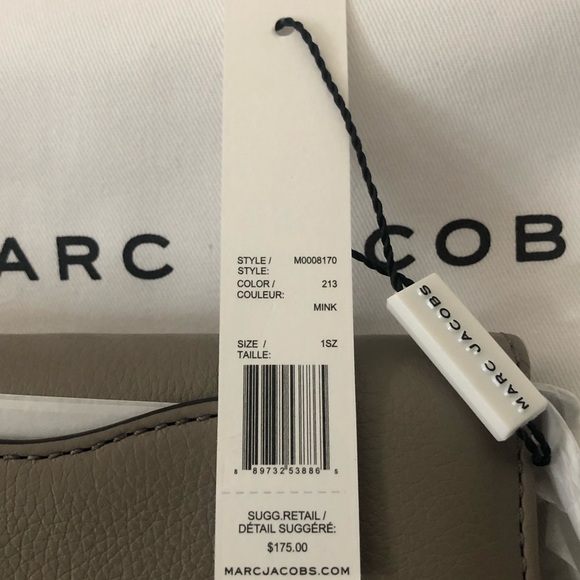 ARC COB
STYLE / M0008170
STYLE:
COLOR / 213
COULEUR:
MINK
SIZE / 1SZ
TAILLE:
8 89732 53886 5
SUGG.RETAIL /
DÉTAIL SUGGÉRÉ:
$175.00
MARCJACOBS.COM
MARC JACOBS